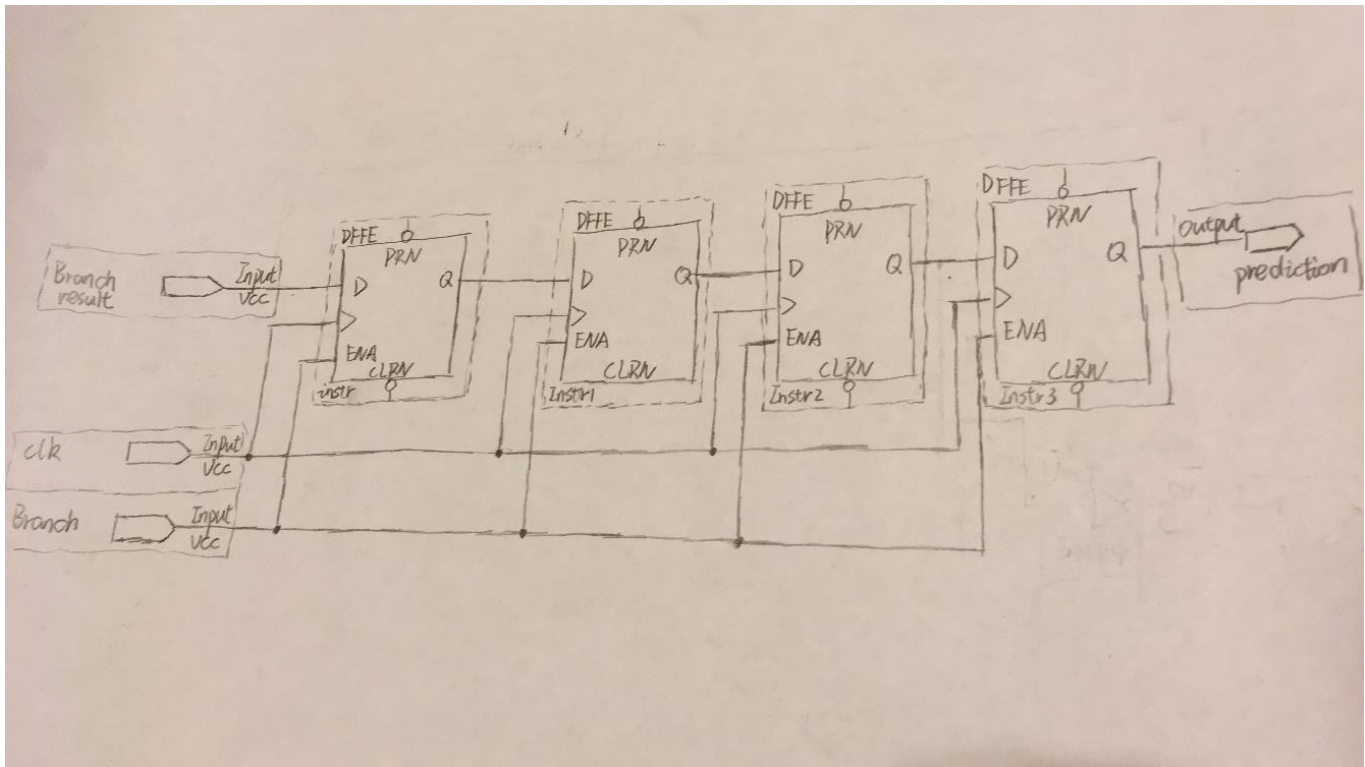 Branch
result
Input
VCC
DFFE
PRN
D
Q
ENA
CLRN
instr
DFFE
PRN
D
Q
ENA
CLRN
Instr1
DFFE
PRN
D
Q
ENA
CLRN
Instr2
DFFE
PRN
D
Q
ENA
CLRN
Instr3
Output
prediction
clk
Input
VCC
Branch
Input
VCC